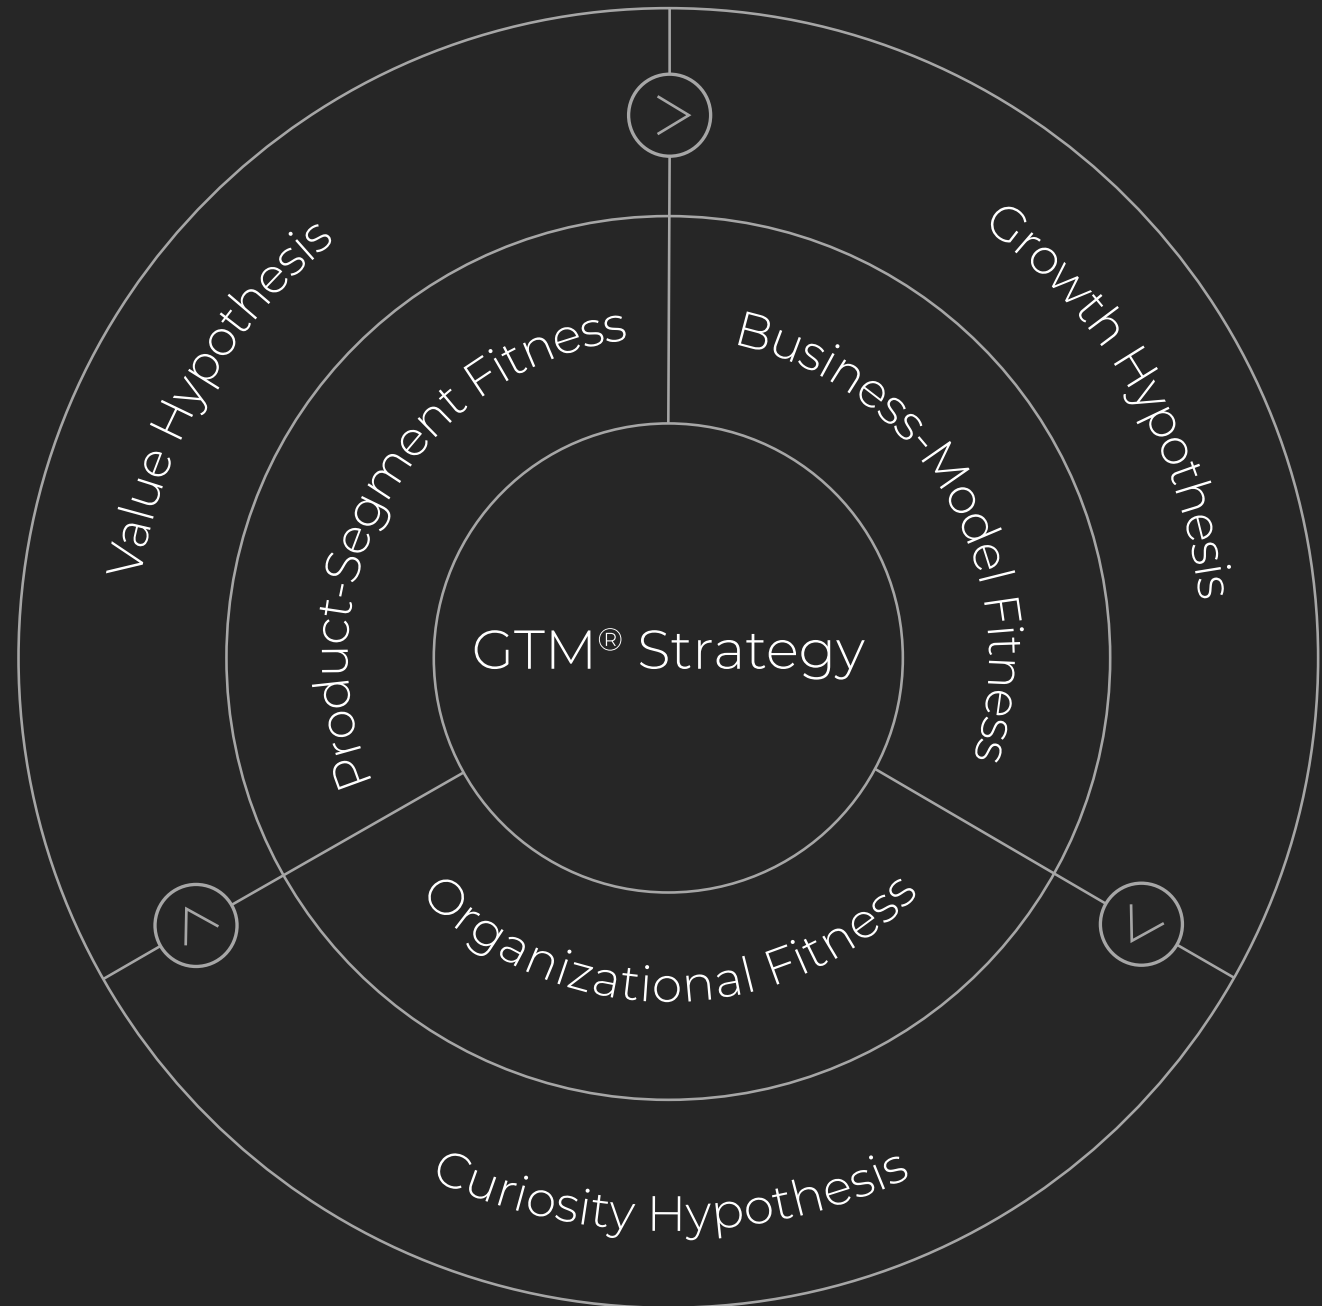 Value Hypothesis
Growth Hypothesis
Product-Segment Fitness
Business-Model Fitness
GTM® Strategy
Organizational Fitness
Curiosity Hypothesis